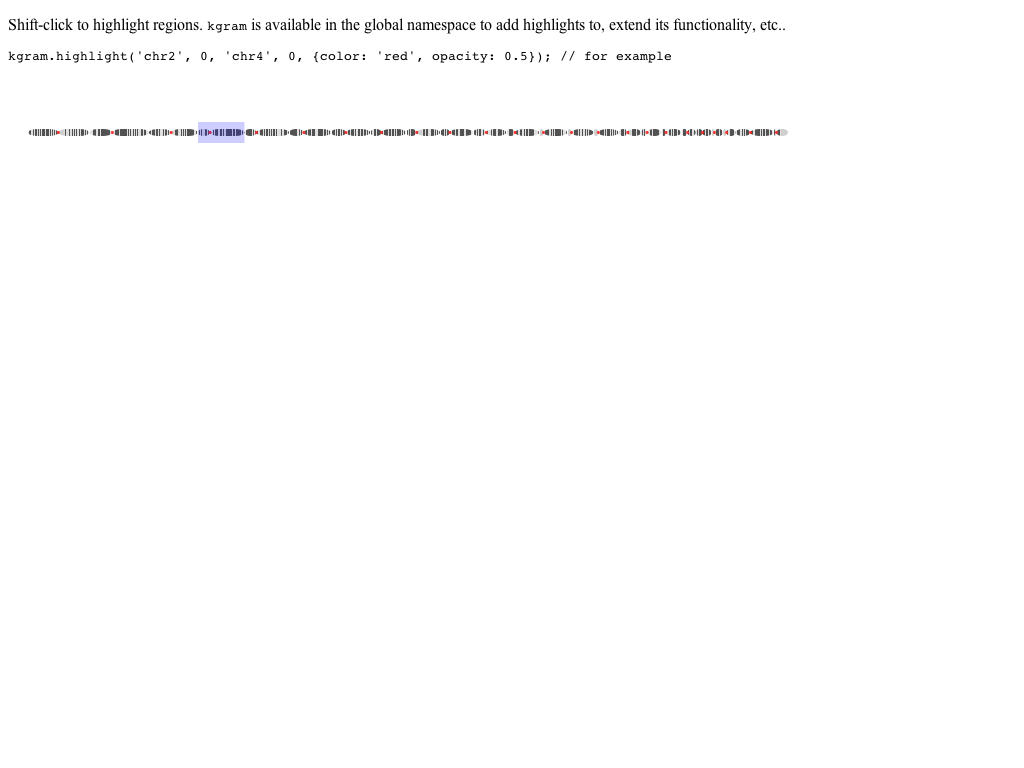 Shift-click to highlight regions. kgram is available in the global namespace to add highlights to, extend its functionality, etc..
kgram.highlight('chr2', 0, 'chr4', 0, {color: 'red', opacity: 0.5}); // for example